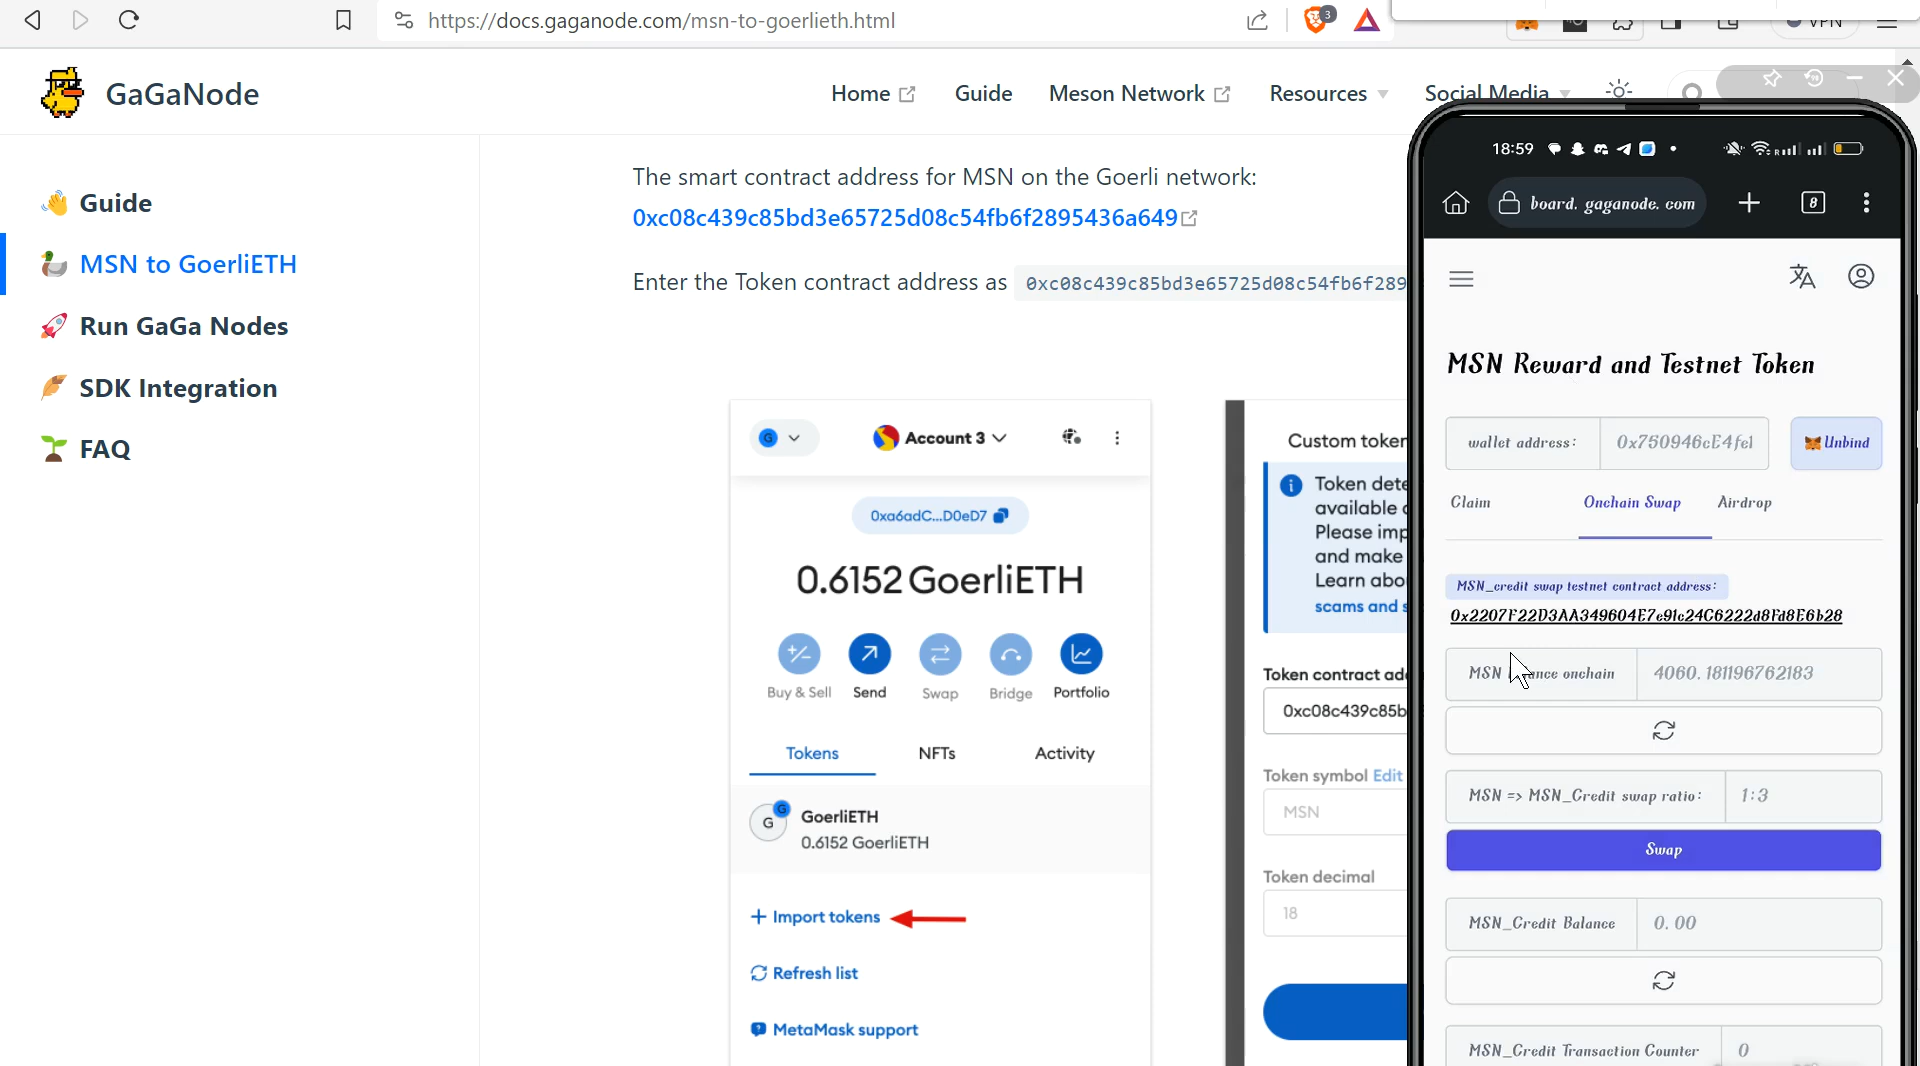 https://docs.gaganode.com/msn-to-goerlieth.html
3
VPN
GaGaNode
Home
Guide
Meson Network
Resources
Social Media
Guide
MSN to GoerliETH
Run GaGa Nodes
SDK Integration
FAQ
The smart contract address for MSN on the Goerli network:
0xc08c439c85bd3e65725d08c54fb6f2895436a649
Enter the Token contract address as 0xc08c439c85bd3e65725d08c54fb6f289
G
Account 3
0xa6adC...D0eD7
0.6152 GoerliETH
Buy & Sell
Send
Swap
Bridge
Portfolio
Tokens
NFTs
Activity
G
G
GoerliETH
0.6152 GoerliETH
+ Import tokens
Refresh list
MetaMask support
Custom token
Token dete
available
Please imp
and make
Learn abo
scams and s
Token contract ad
0xc08c439c85b
Token symbol Edit
MSN
Token decimal
18
18:59
R
board.gaganode.com
8
MSN Reward and Testnet Token
wallet address:
0x750946cE4fe1
Unbind
Claim
Onchain Swap
Airdrop
MSN_credit swap testnet contract address:
0x2207F22D3AA349604E7e91c24C6222d8Fd8E6b28
MSN
ance onchain
4060.181196762183
MSN => MSN_Credit swap ratio:
1:3
Swap
MSN_Credit Balance
0.00
MSN_Credit Transaction Counter
0